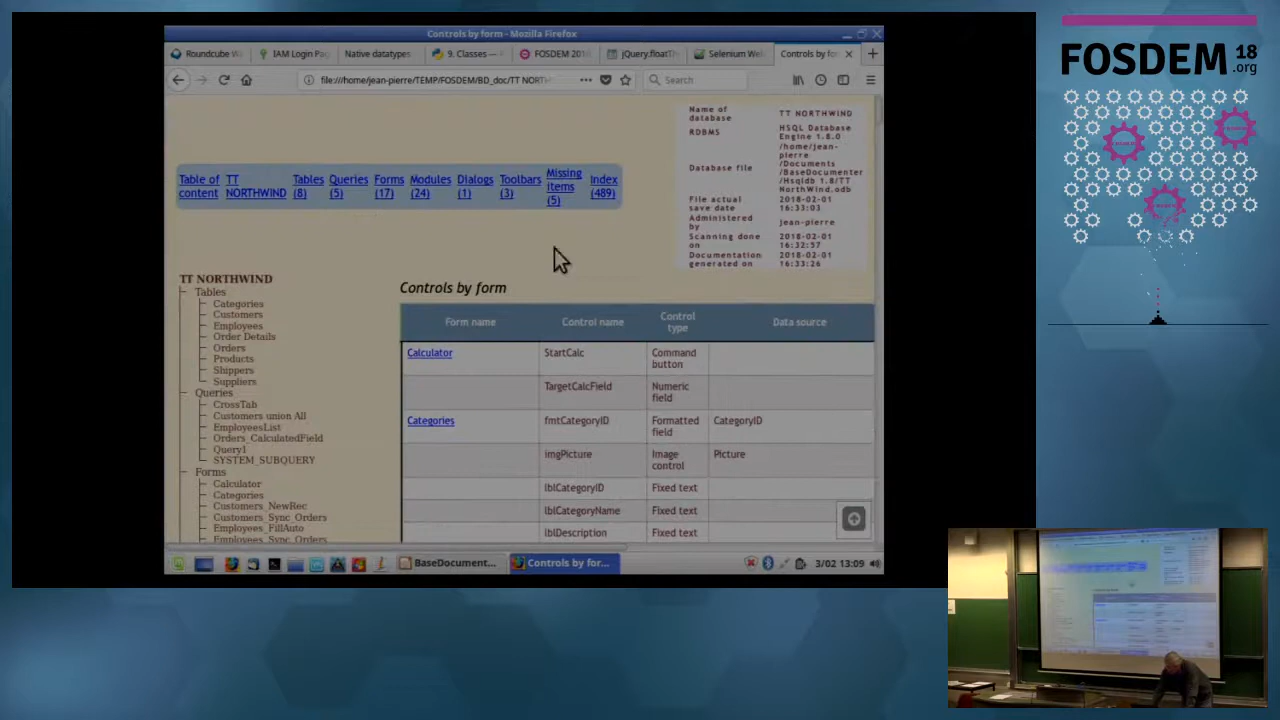 Controls by form - Mozilla Firefox
Roundcube W
IAM Login Pag
Native datatypes
9. Classes —
FOSDEM 201
jQuery.floatTh
Selenium Web
Controls by for
file:///home/jean-pierre/TEMP/FOSDEM/BD_doc/TT NORTH
Search
Name of database TT NORTHWIND
RDBMS HSQL Database Engine 1.8.0
Database file /home/jean-pierre /Documents /BaseDocumenter /Hsqldb 1.8/TT NorthWind.odb
File actual save date 2018-02-01 16:33:03
Administered by jean-pierre
Scanning done on 2018-02-01 16:32:57
Documentation generated on 2018-02-01 16:33:26
Table of content
TT NORTHWIND
Tables (8)
Queries (5)
Forms (17)
Modules (24)
Dialogs (1)
Toolbars (3)
Missing items (5)
Index (489)
TT NORTHWIND
Tables
Categories
Customers
Employees
Order Details
Orders
Products
Shippers
Suppliers
Queries
CrossTab
Customers union All
EmployeesList
Orders_CalculatedField
Query1
SYSTEM_SUBQUERY
Forms
Calculator
Categories
Customers_NewRec
Customers_Sync_Orders
Employees_FillAuto
Employees_Sync_Orders
Controls by form
Form name Control name Control type Data source
Calculator StartCalc Command button
TargetCalcField Numeric field
Categories fmtCategoryID Formatted field CategoryID
imgPicture Image control Picture
lblCategoryID Fixed text
lblCategoryName Fixed text
lblDescription Fixed text
BaseDocument...
Controls by for...
3/02 13:09
FOSDEM 18
.org